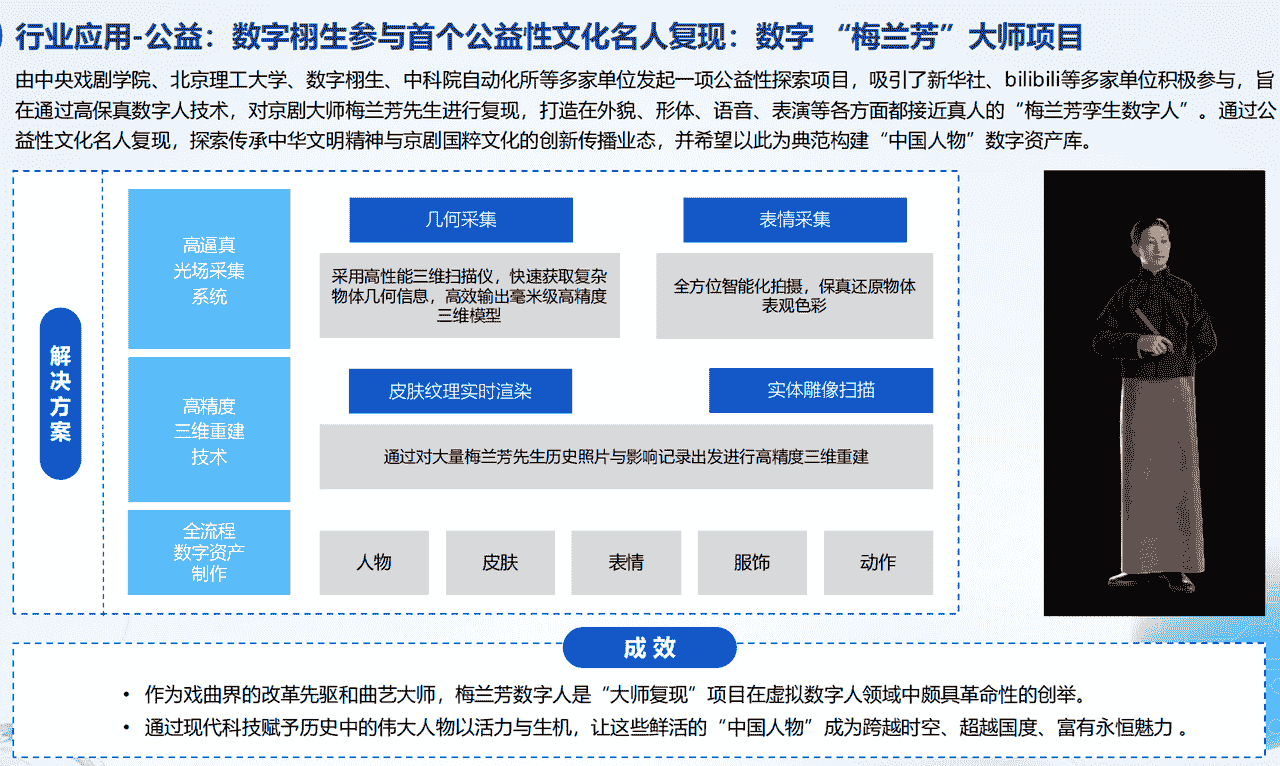 行业应用-公益：数字栩生参与首个公益性文化名人复现：数字 “梅兰芳”大师项目
由中央戏剧学院、北京理工大学、数字栩生、中科院自动化所等多家单位发起一项公益性探索项目，吸引了新华社、bilibili等多家单位积极参与，旨
在通过高保真数字人技术，对京剧大师梅兰芳先生进行复现，打造在外貌、形体、语音、表演等各方面都接近真人的“梅兰芳孪生数字人”。通过公
益性文化名人复现，探索传承中华文明精神与京剧国粹文化的创新传播业态，并希望以此为典范构建“中国人物”数字资产库。
解决方案
高逼真
光场采集
系统
几何采集
采用高性能三维扫描仪，快速获取复杂
物体几何信息，高效输出毫米级高精度
三维模型
表情采集
全方位智能化拍摄，保真还原物体
表观色彩
高精度
三维重建
技术
皮肤纹理实时渲染
实体雕像扫描
通过对大量梅兰芳先生历史照片与影响记录出发进行高精度三维重建
全流程
数字资产
制作
人物
皮肤
表情
服饰
动作
成效
• 作为戏曲界的改革先驱和曲艺大师，梅兰芳数字人是“大师复现”项目在虚拟数字人领域中颇具革命性的创举。
• 通过现代科技赋予历史中的伟大人物以活力与生机，让这些鲜活的“中国人物”成为跨越时空、超越国度、富有永恒魅力 。